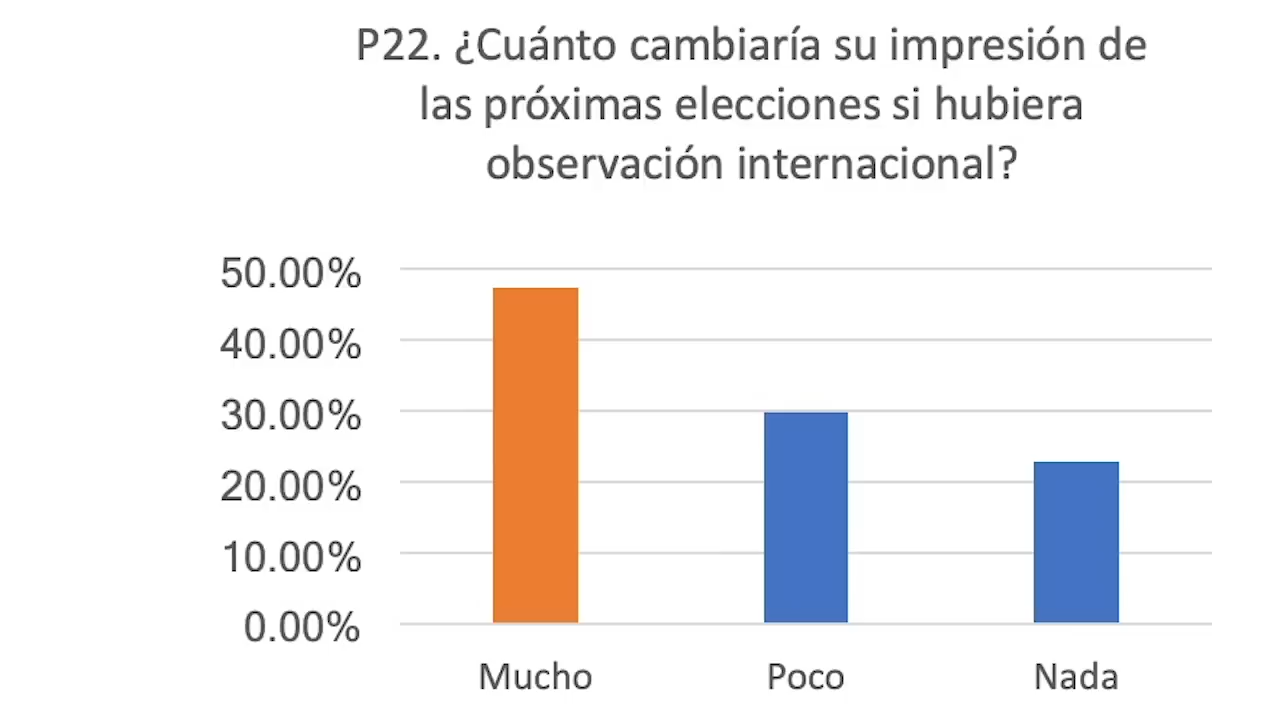 P22. ¿Cuánto cambiaría su impresión de
las próximas elecciones si hubiera
observación internacional?
50.00%
40.00%
30.00%
20.00%
10.00%
0.00%
Mucho Poco Nada